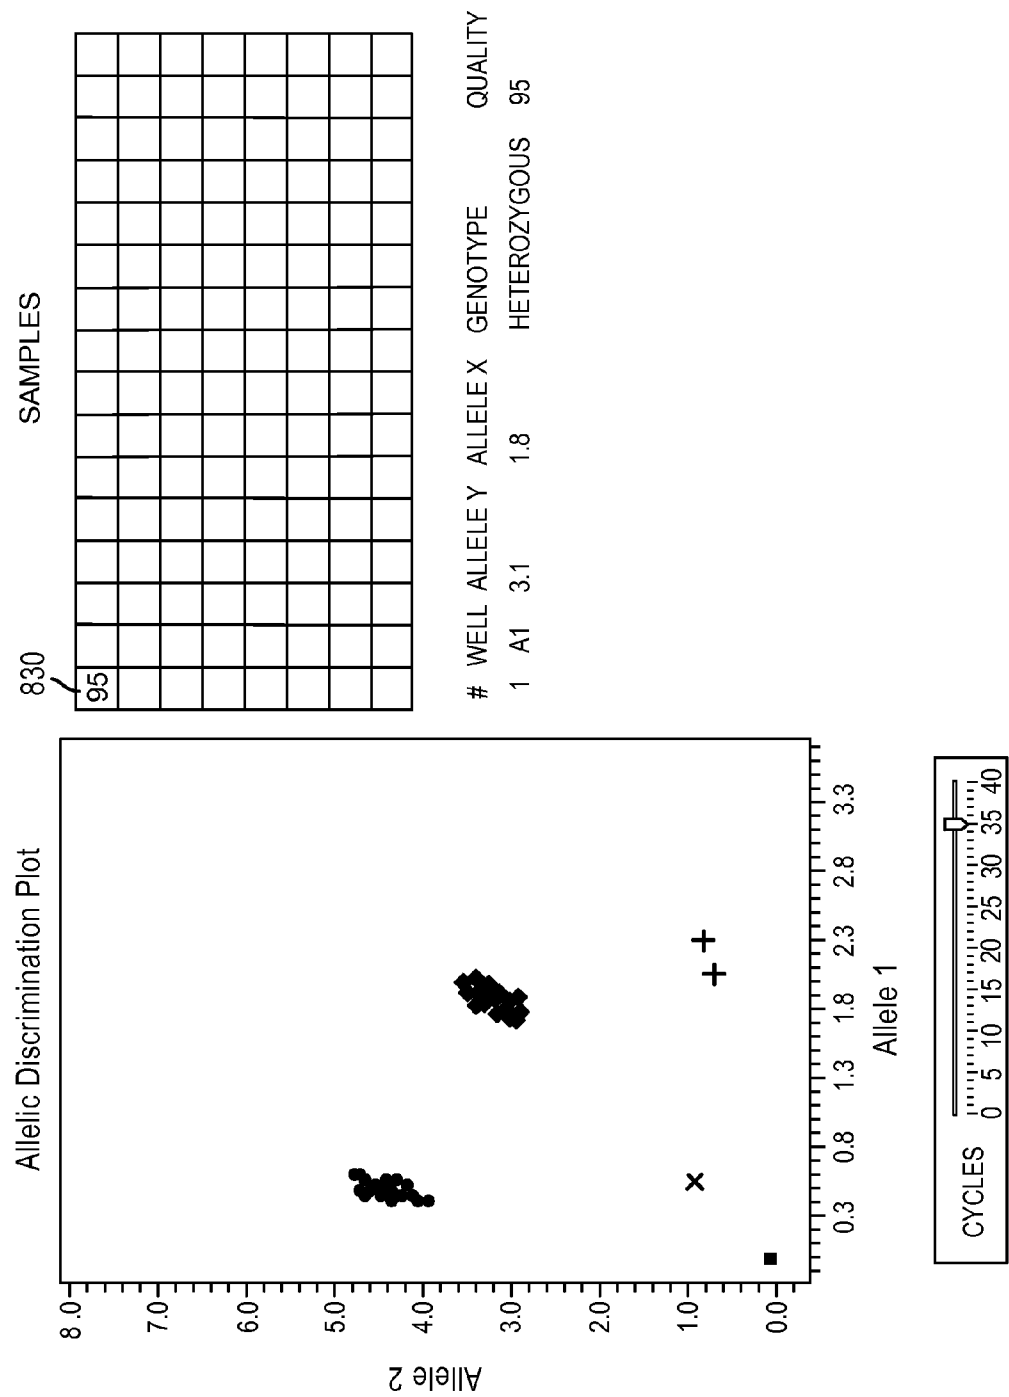 Allelic Discrimination Plot
Allele 2
8.0
7.0
6.0
5.0
4.0
3.0
2.0
1.0
0.0
0.3 0.8 1.3 1.8 2.3 2.8 3.3
Allele 1
CYCLES
0 5 10 15 20 25 30 35 40
SAMPLES
830
95
# WELL ALLELE Y ALLELE X GENOTYPE QUALITY
1 A1 3.1 1.8 HETEROZYGOUS 95